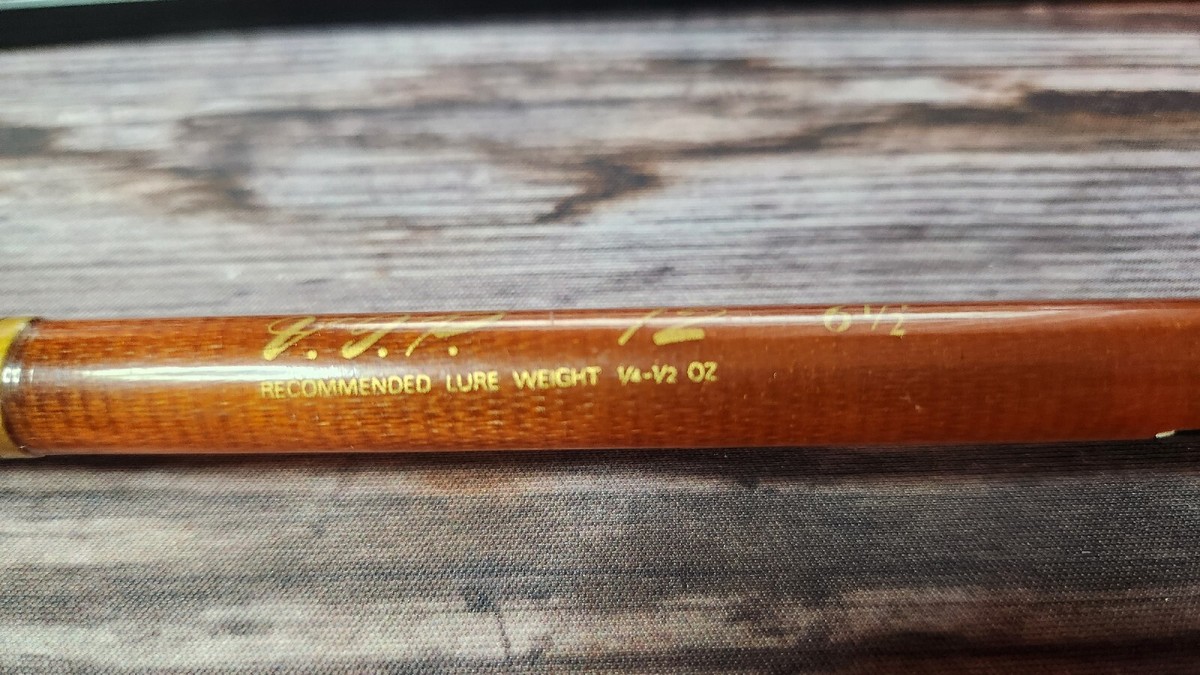 12 6½
RECOMMENDED LURE WEIGHT ¼-½ OZ